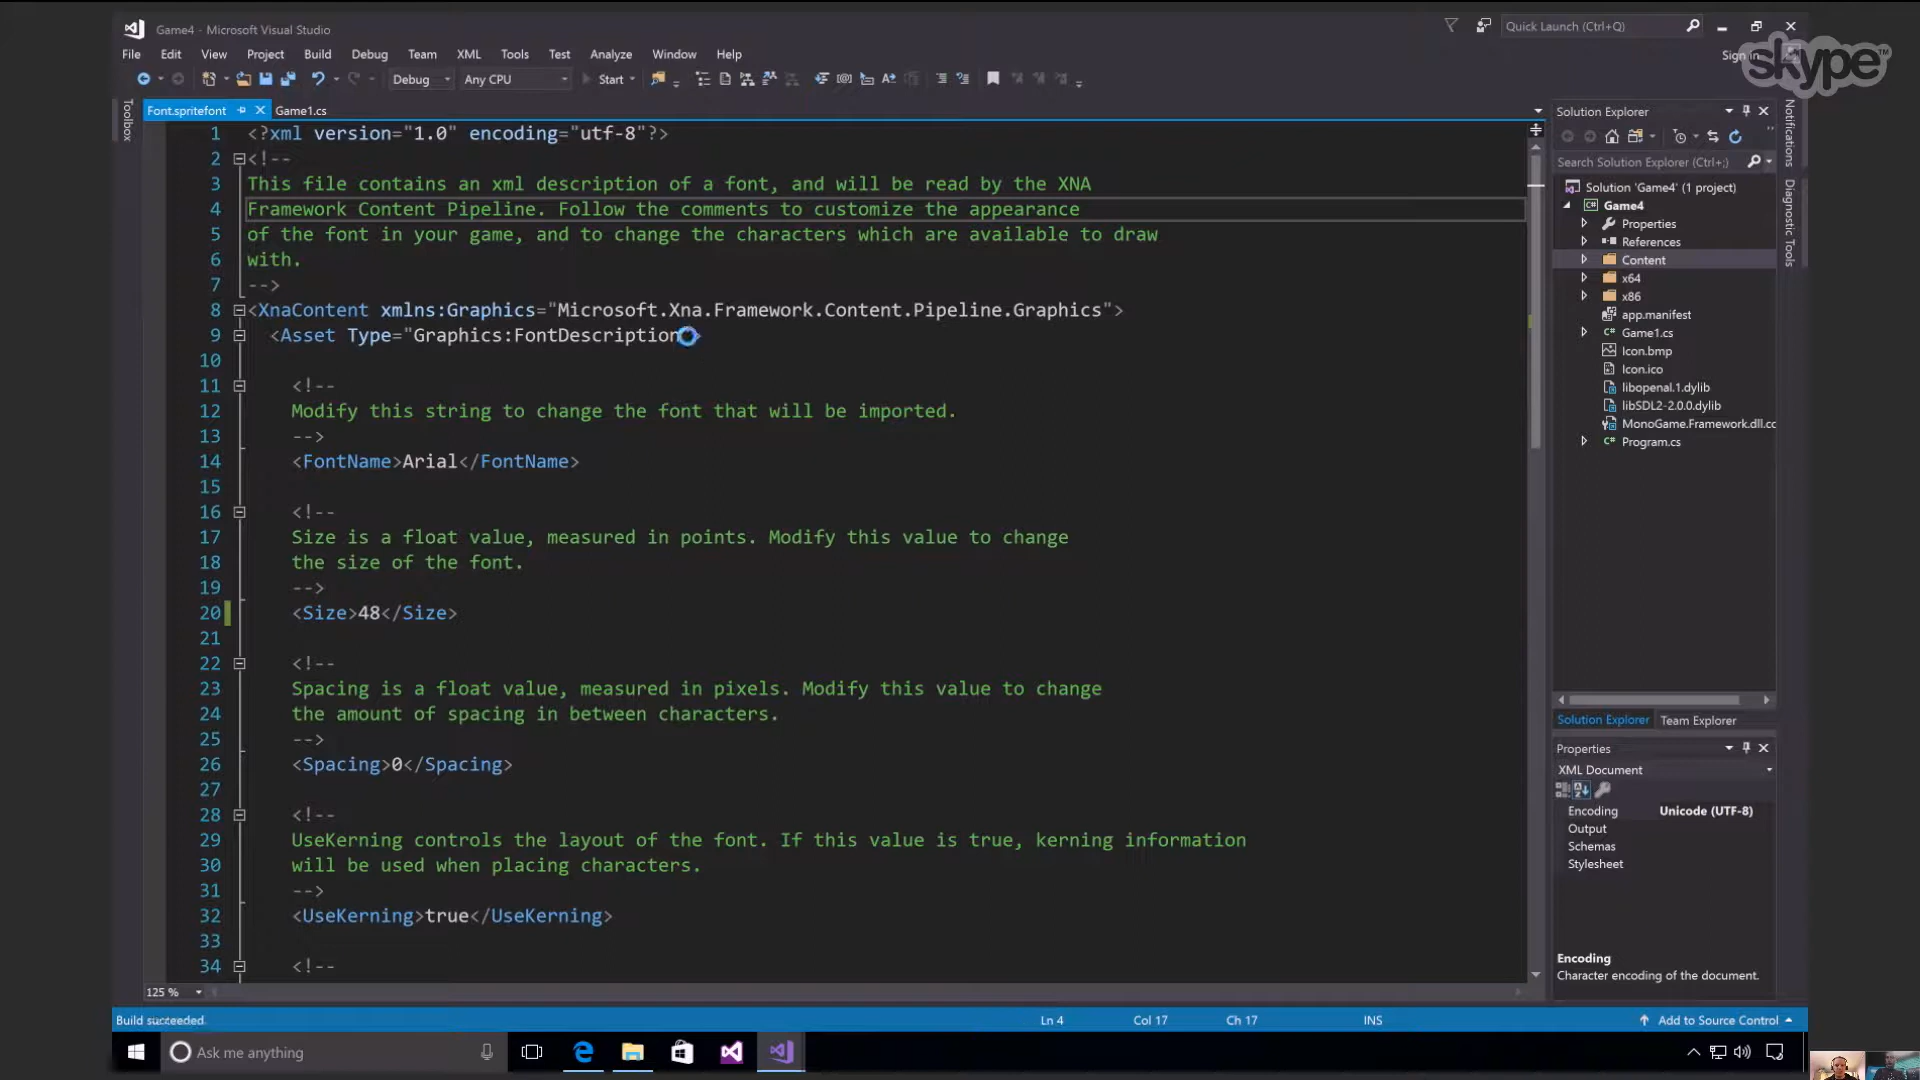 Game4 - Microsoft Visual Studio
Quick Launch (Ctrl+Q)
File Edit View Project Build Debug Team XML Tools Test Analyze Window Help
Sign in
skype™
Debug Any CPU Start
Toolbox
Font.spritefont Game1.cs
1 <?xml version="1.0" encoding="utf-8"?>
2 <!--
3 This file contains an xml description of a font, and will be read by the XNA
4 Framework Content Pipeline. Follow the comments to customize the appearance
5 of the font in your game, and to change the characters which are available to draw
6 with.
7 -->
8 <XnaContent xmlns:Graphics="Microsoft.Xna.Framework.Content.Pipeline.Graphics">
9 <Asset Type="Graphics:FontDescription
10
11 <!--
12 Modify this string to change the font that will be imported.
13 -->
14 <FontName>Arial</FontName>
15
16 <!--
17 Size is a float value, measured in points. Modify this value to change
18 the size of the font.
19 -->
20 <Size>48</Size>
21
22 <!--
23 Spacing is a float value, measured in pixels. Modify this value to change
24 the amount of spacing in between characters.
25 -->
26 <Spacing>0</Spacing>
27
28 <!--
29 UseKerning controls the layout of the font. If this value is true, kerning information
30 will be used when placing characters.
31 -->
32 <UseKerning>true</UseKerning>
33
34 <!--
125 %
Solution Explorer
Search Solution Explorer (Ctrl+;)
Solution 'Game4' (1 project)
Game4
Properties
References
Content
x64
x86
app.manifest
Game1.cs
Icon.bmp
Icon.ico
libopenal.1.dylib
libSDL2-2.0.0.dylib
MonoGame.Framework.dll.cc
Program.cs
Solution Explorer Team Explorer
Properties
XML Document
Encoding Unicode (UTF-8)
Output
Schemas
Stylesheet
Encoding
Character encoding of the document.
Notifications
Diagnostic Tools
Build succeeded
Ln 4 Col 17 Ch 17 INS Add to Source Control
Ask me anything